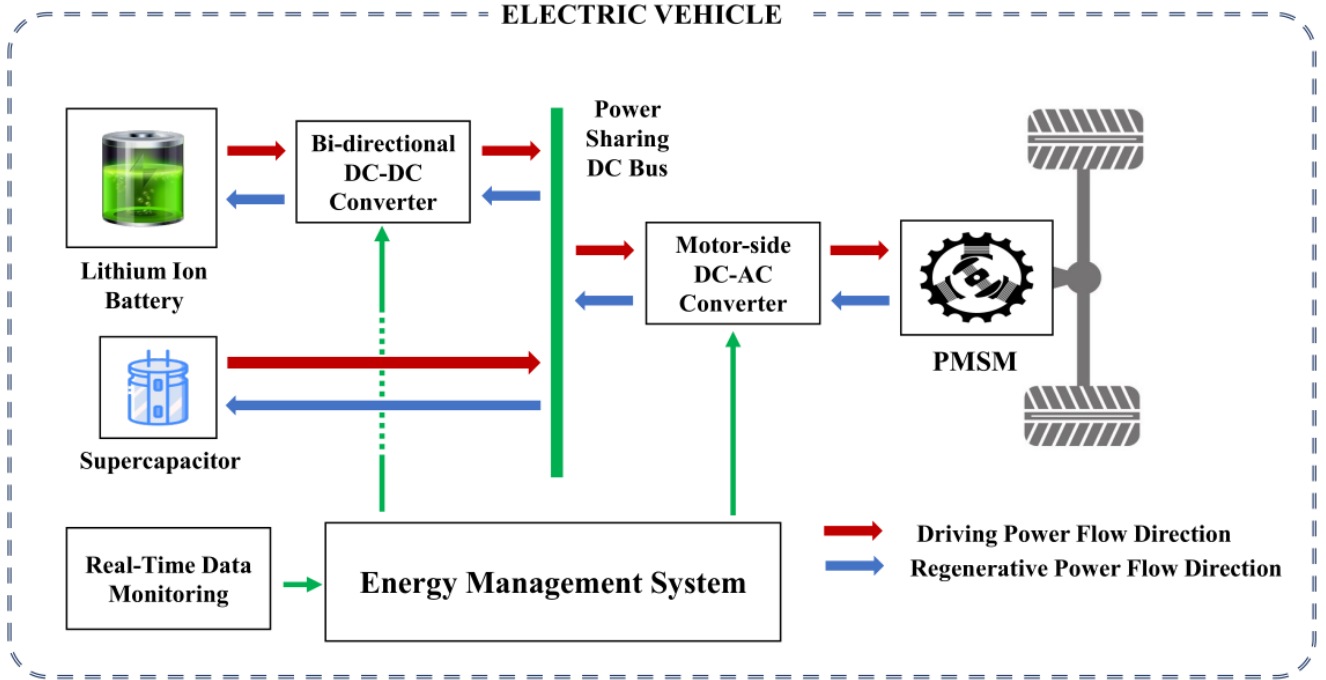 ELECTRIC VEHICLE
Power
Sharing
DC Bus
Bi-directional
DC-DC
Converter
Lithium Ion
Battery
Motor-side
DC-AC
Converter
PMSM
Supercapacitor
Real-Time Data
Monitoring
Energy Management System
Driving Power Flow Direction
Regenerative Power Flow Direction